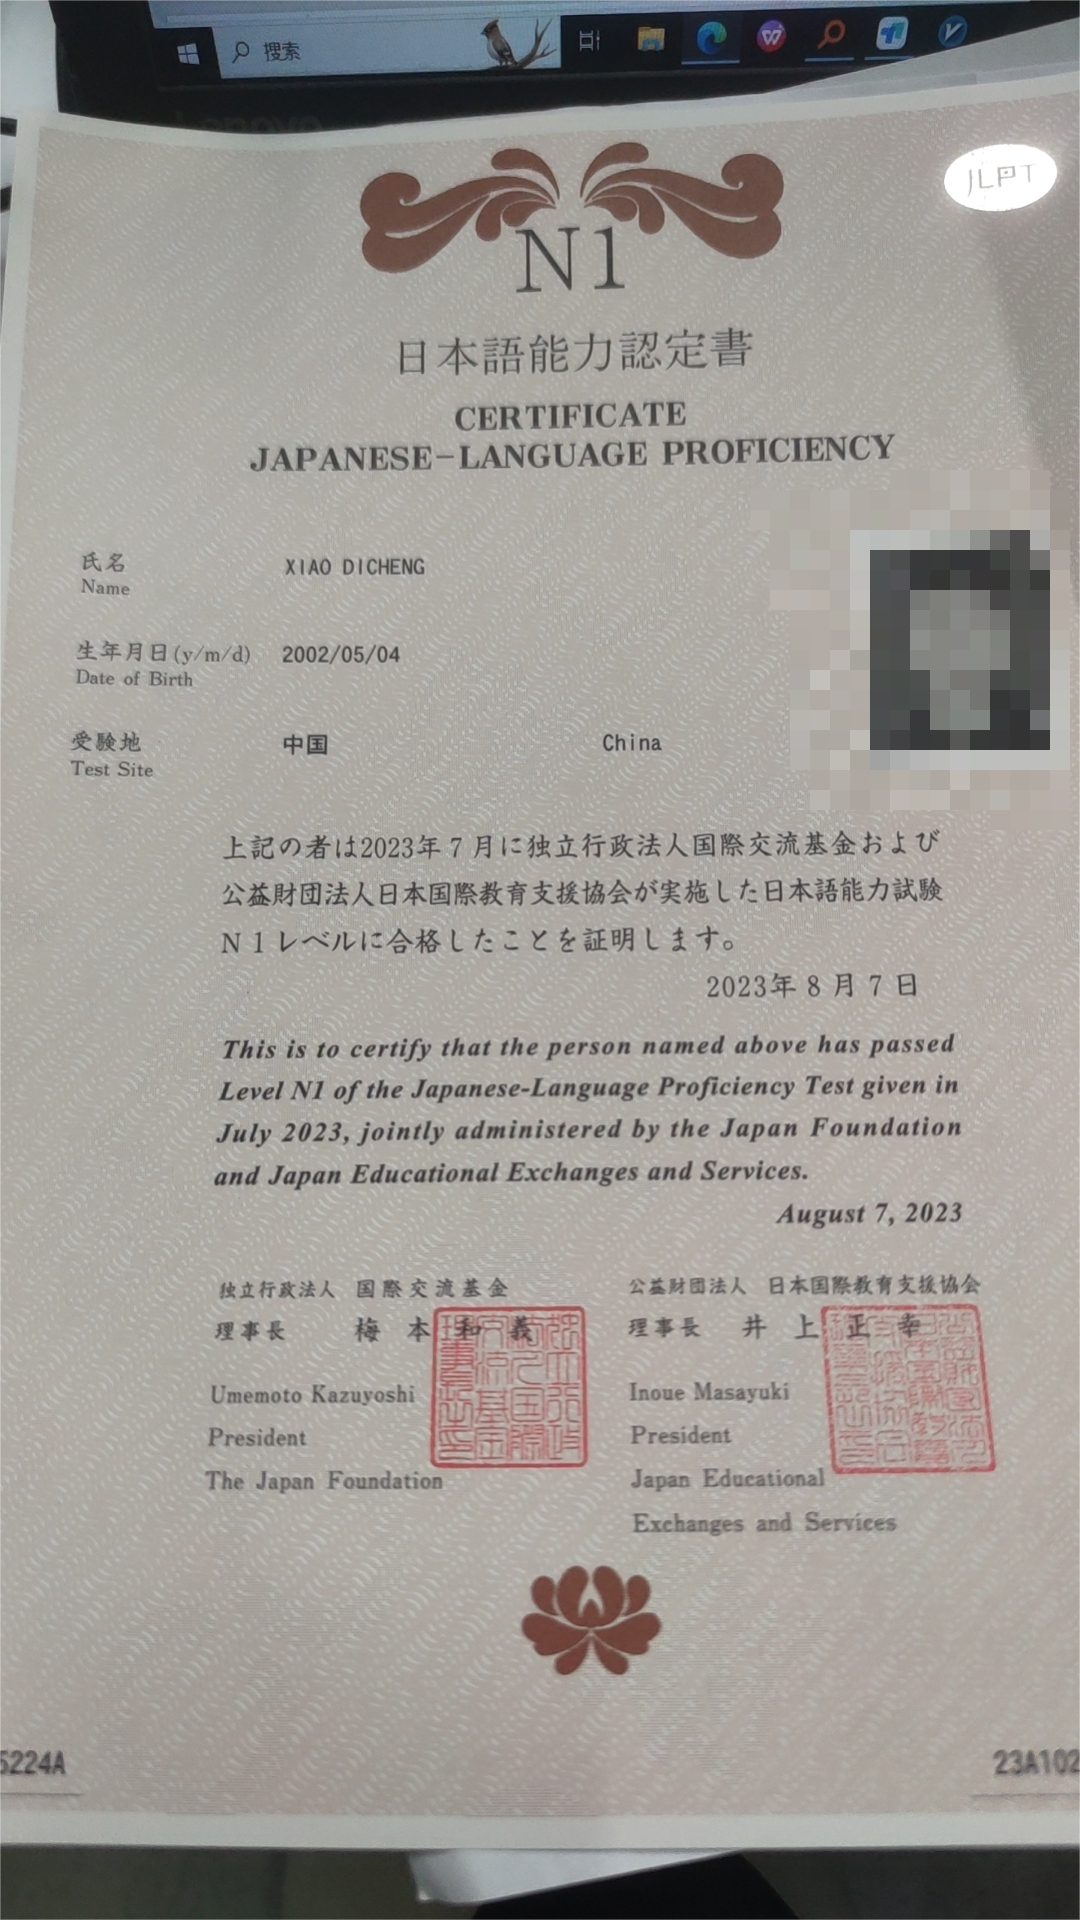 搜索
JLPT
N1
日本語能力認定書
CERTIFICATE
JAPANESE-LANGUAGE PROFICIENCY
氏名 XIAO DICHENG
Name
生年月日(y/m/d) 2002/05/04
Date of Birth
受験地 中国 China
Test Site
上記の者は2023年7月に独立行政法人国際交流基金および
公益財団法人日本国際教育支援協会が実施した日本語能力試験
N1レベルに合格したことを証明します。
2023年8月7日
This is to certify that the person named above has passed
Level N1 of the Japanese-Language Proficiency Test given in
July 2023, jointly administered by the Japan Foundation
and Japan Educational Exchanges and Services.
August 7, 2023
独立行政法人 国際交流基金
理事長 梅本和義
Umemoto Kazuyoshi
President
The Japan Foundation
公益財団法人 日本国際教育支援協会
理事長 井上正幸
Inoue Masayuki
President
Japan Educational
Exchanges and Services
5224A
23A102